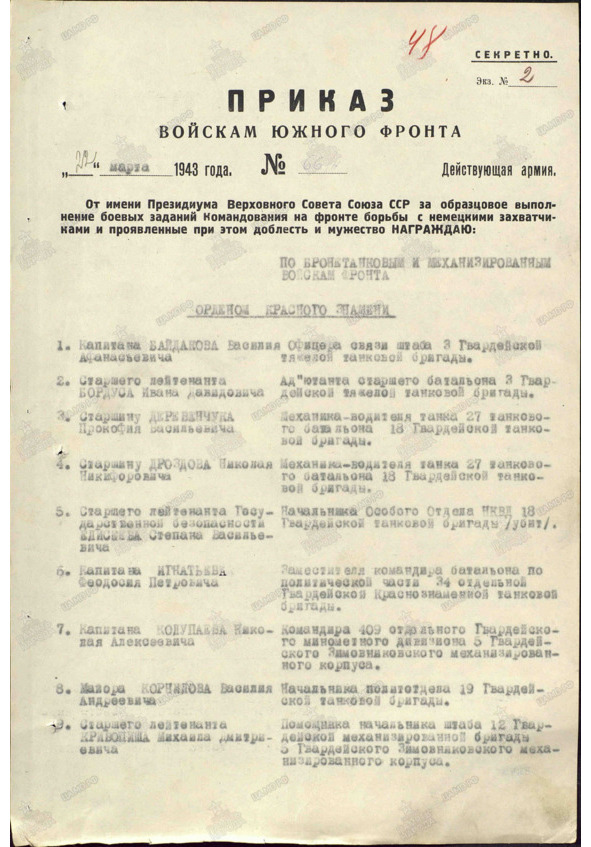 48
СЕКРЕТНО.
Экз. № 2
ПРИКАЗ
ВОЙСКАМ ЮЖНОГО ФРОНТА
„22“ марта 1943 года. № Действующая армия.
От имени Президиума Верховного Совета Союза ССР за образцовое выпол-
нение боевых заданий Командования на фронте борьбы с немецкими захватчи-
ками и проявленные при этом доблесть и мужество НАГРАЖДАЮ:
ПО БРОНЕТАНКОВЫМ И МЕХАНИЗИРОВАННЫМ
ВОЙСКАМ ФРОНТА
ОРДЕНОМ КРАСНОГО ЗНАМЕНИ
1. Капитана БАЙДАКОВА Василия Офицера связи штаба 3 Гвардейской
Афанасьевича тяжелой танковой бригады.
2. Старшего лейтенанта Ад"ютанта старшего батальона 3 Гвар-
БОРДУСА Ивана Давидовича дейской тяжелой танковой бригады.
3. Старшину ДЕРЕВЯНЧУКА Механика-водителя танка 27 танково-
Прокофия Васильевича го батальона 18 Гвардейской танко-
вой бригады.
4. Старшину ДРОЗДОВА Николая Механика-водителя танка 27 танково-
Никифоровича го батальона 18 Гвардейской танко-
вой бригады.
5. Старшего лейтенанта Госу- Начальника Особого Отдела НКВД 18
дарственной безопасности Гвардейской танковой бригады /убит/.
ЕЛИСЕЕВА Степана Василье-
вича
6. Капитана ИГНАТЬЕВА Заместителя командира батальона по
Феодосия Петровича политической части 34 отдельной
Гвардейской Краснознаменной танковой
бригады.
7. Капитана КОЛУПАЕВА Нико- Командира 409 отдельного Гвардейско-
лая Алексеевича го минометного дивизиона 5 Гвардей-
ского Зимовниковского механизирован-
ного корпуса.
8. Майора КОРНИЛОВА Василия Начальника политотдела 19 Гвардей-
Андреевича ской танковой бригады.
9. Старшего лейтенанта Помощника начальника штаба 12 Гвар-
КРИВОПИША Михаила Дмитри- дейской механизированной бригады
евича 5 Гвардейского Зимовниковского меха-
низированного корпуса.